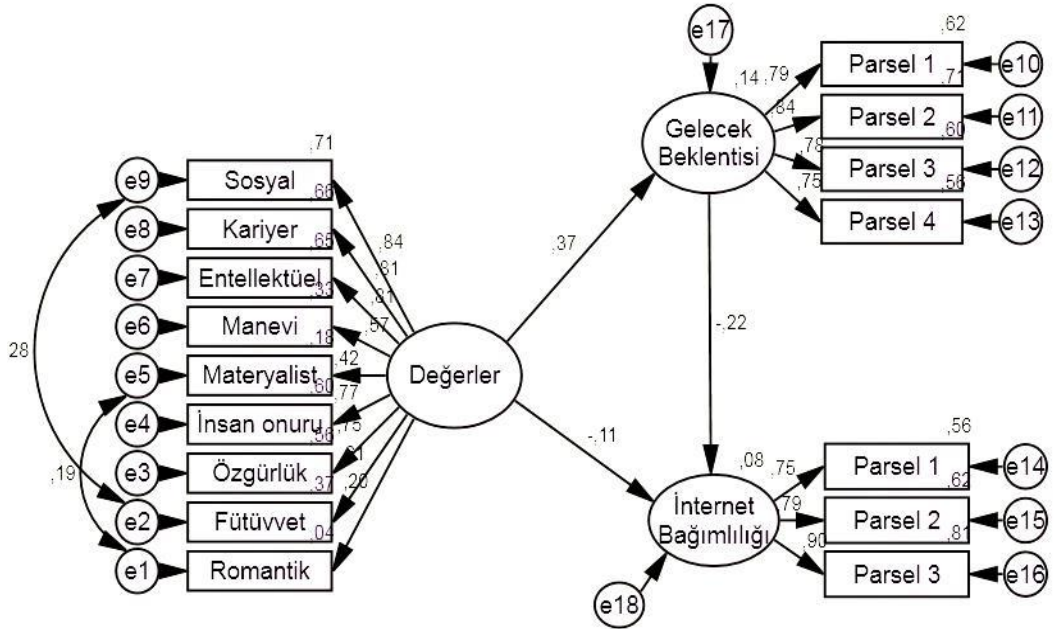 e17
,62
,14
,79
Parsel 1
e10
,71
,84
Parsel 2
e11
Gelecek
Beklentisi
,60
,78
Parsel 3
e12
,56
,75
Parsel 4
e13
,71
e9
Sosyal
,66
e8
Kariyer
,65
e7
Entellektüel
,33
e6
Manevi
,18
e5
Materyalist
,60
e4
İnsan onuru
,56
e3
Özgürlük
,37
e2
Fütüvvet
,04
e1
Romantik
28
,19
,84
,81
,81
,57
,42
,77
,75
,20
Değerler
,37
-,22
-,11
,56
,08
,75
Parsel 1
e14
,62
,79
Parsel 2
e15
İnternet
Bağımlılığı
,81
,90
Parsel 3
e16
e18